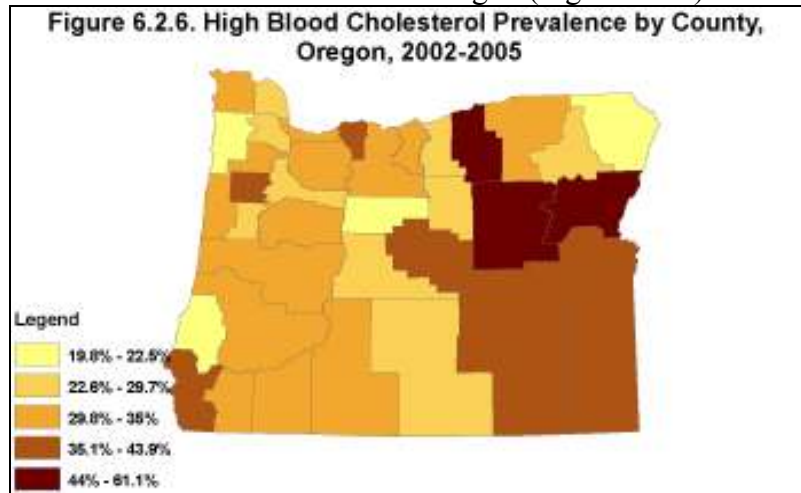 Figure 6.2.6. High Blood Cholesterol Prevalence by County,
Oregon, 2002-2005
Legend
19.8% - 22.5%
22.6% - 29.7%
29.8% - 35%
35.1% - 43.9%
44% - 61.1%